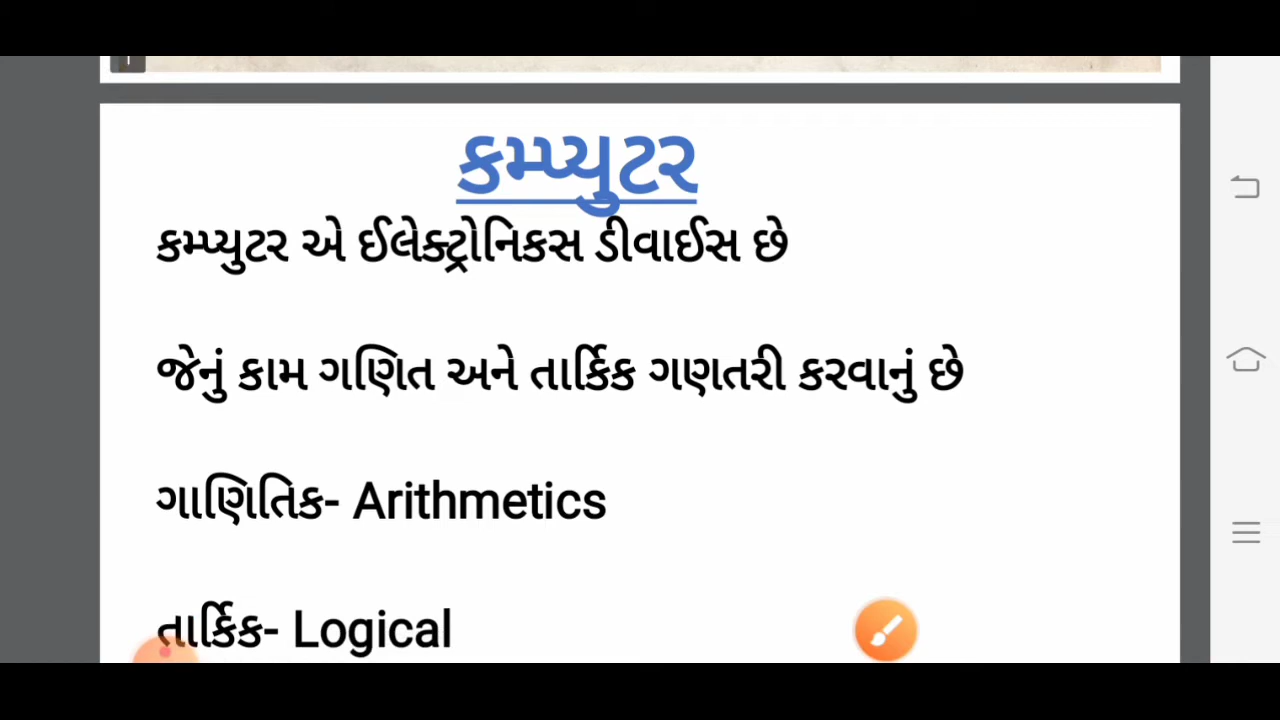 કમ્પ્યુટર
કમ્પ્યુટર એ ઈલેક્ટ્રોનિકસ ડીવાઈસ છે
જેનું કામ ગણિત અને તાર્કિક ગણતરી કરવાનું છે
ગાણિતિક- Arithmetics
તાર્કિક- Logical